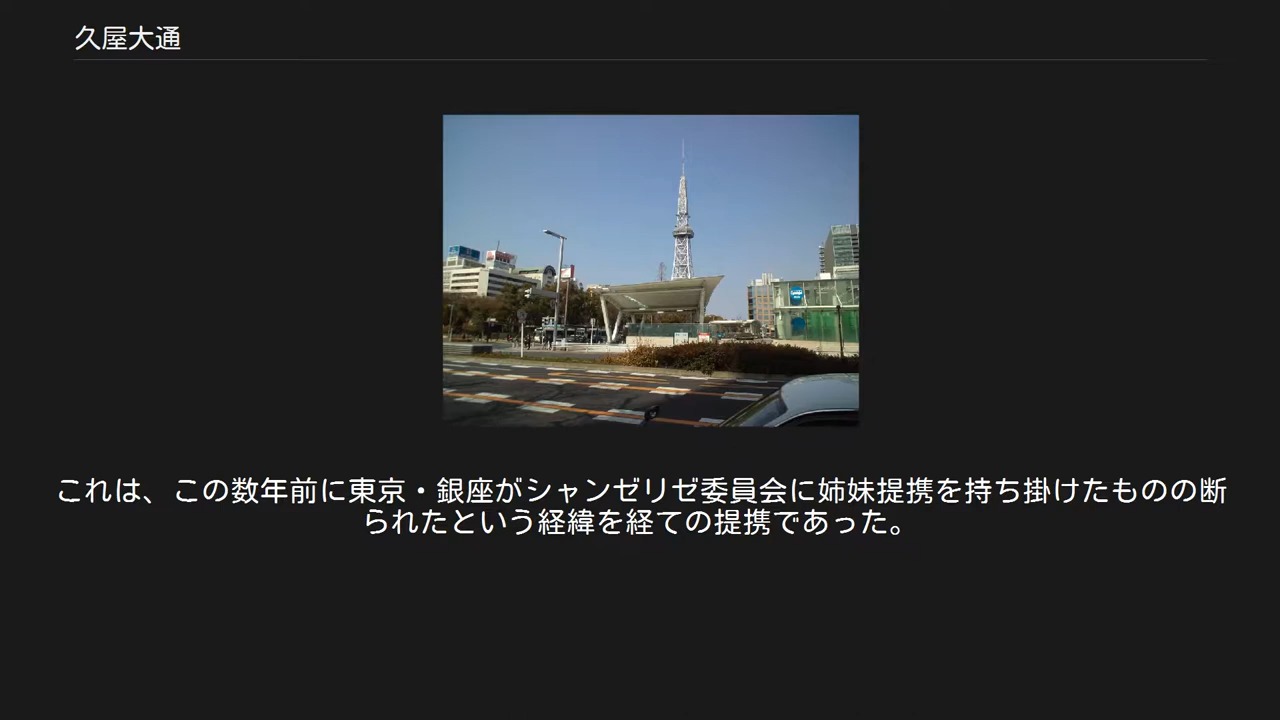 久屋大通
これは、この数年前に東京・銀座がシャンゼリゼ委員会に姉妹提携を持ち掛けたものの断
られたという経緯を経ての提携であった。